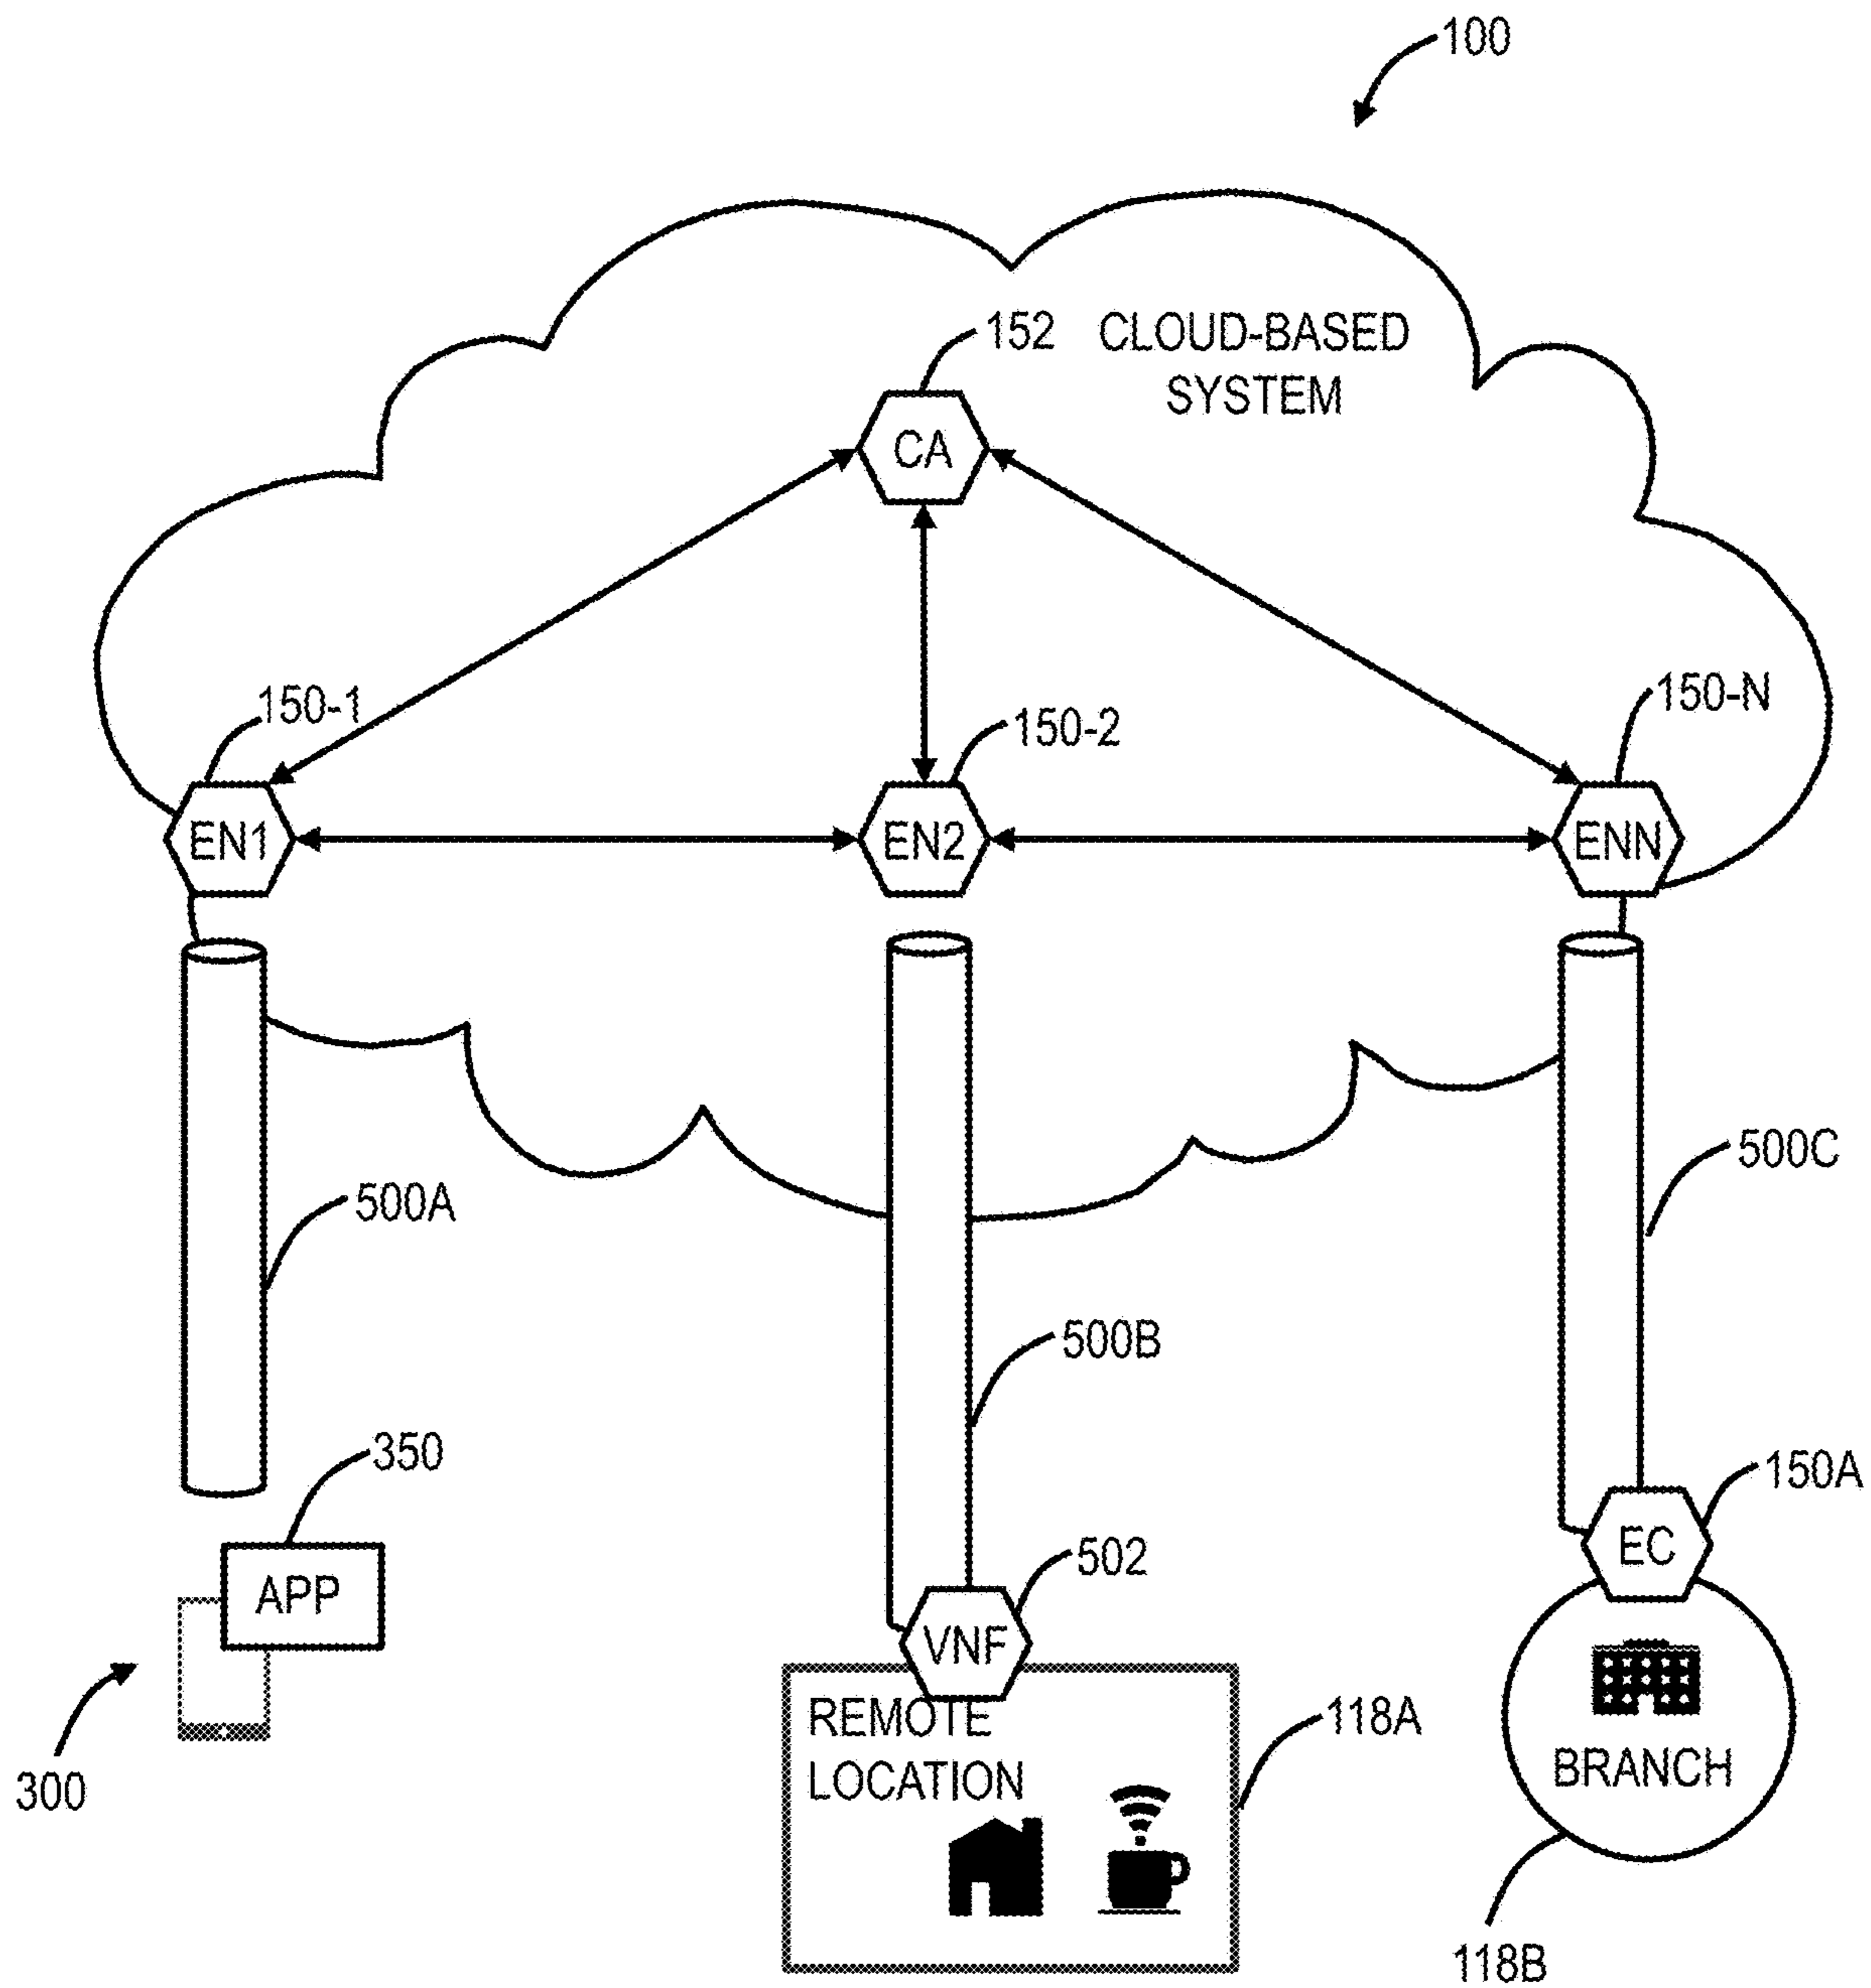 100
152
CLOUD-BASED
SYSTEM
CA
150-1
150-2
150-N
EN1
EN2
ENN
500A
500B
500C
350
APP
300
502
VNF
REMOTE
LOCATION
118A
150A
EC
BRANCH
118B